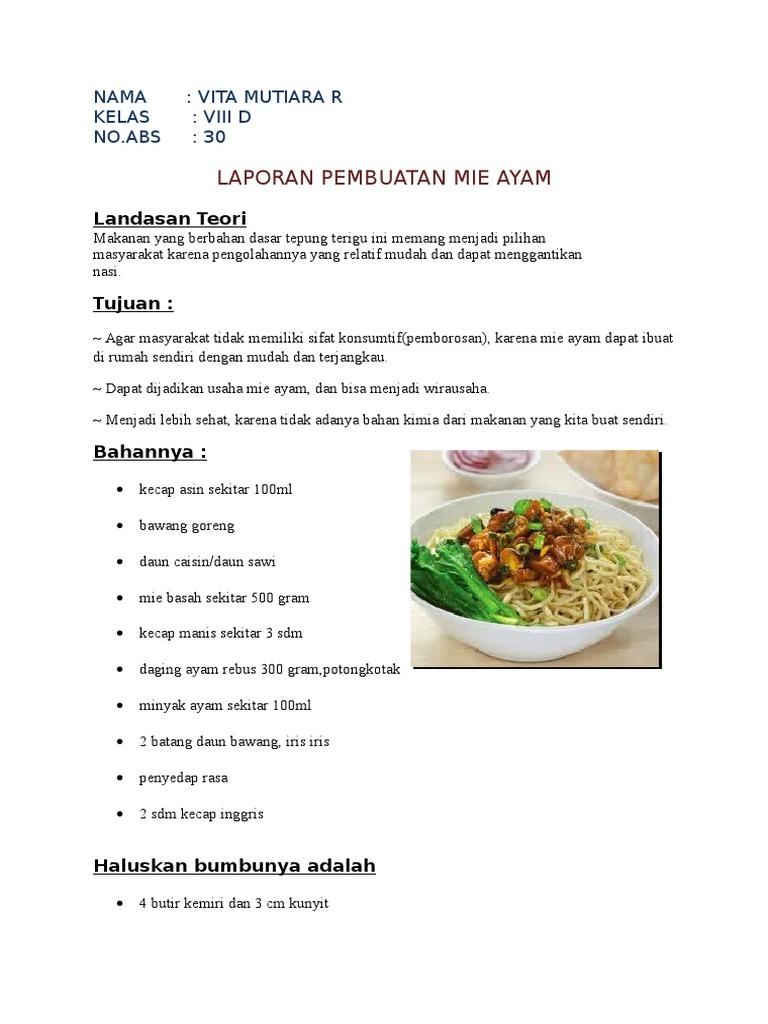 NAMA : VITA MUTIARA R
KELAS : VIII D
NO.ABS : 30
LAPORAN PEMBUATAN MIE AYAM
Landasan Teori
Makanan yang berbahan dasar tepung terigu ini memang menjadi pilihan
masyarakat karena pengolahannya yang relatif mudah dan dapat menggantikan
nasi.
Tujuan :
~ Agar masyarakat tidak memiliki sifat konsumtif(pemborosan), karena mie ayam dapat ibuat
di rumah sendiri dengan mudah dan terjangkau.
~ Dapat dijadikan usaha mie ayam, dan bisa menjadi wirausaha.
~ Menjadi lebih sehat, karena tidak adanya bahan kimia dari makanan yang kita buat sendiri.
Bahannya :
• kecap asin sekitar 100ml
• bawang goreng
• daun caisin/daun sawi
• mie basah sekitar 500 gram
• kecap manis sekitar 3 sdm
• daging ayam rebus 300 gram,potongkotak
• minyak ayam sekitar 100ml
• 2 batang daun bawang, iris iris
• penyedap rasa
• 2 sdm kecap inggris
Haluskan bumbunya adalah
• 4 butir kemiri dan 3 cm kunyit